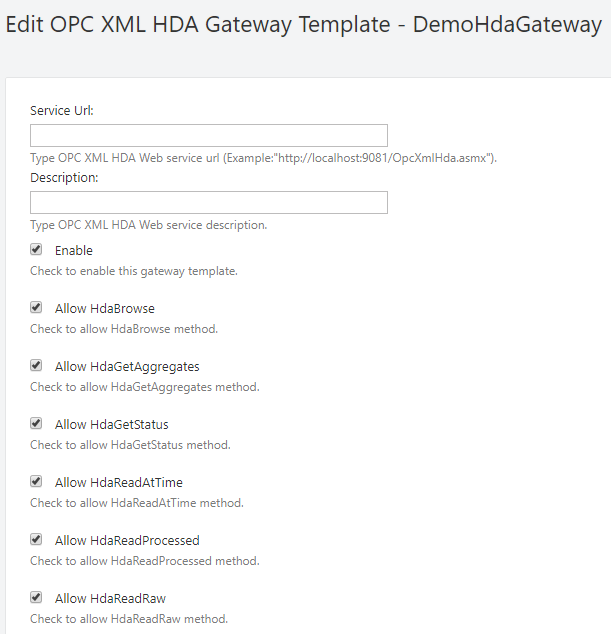 Edit OPC XML HDA Gateway Template - DemoHdaGateway
Service Url:
Type OPC XML HDA Web service url (Example:"http://localhost:9081/OpcXmlHda.asmx").
Description:
Type OPC XML HDA Web service description.
Enable
Check to enable this gateway template.
Allow HdaBrowse
Check to allow HdaBrowse method.
Allow HdaGetAggregates
Check to allow HdaGetAggregates method.
Allow HdaGetStatus
Check to allow HdaGetStatus method.
Allow HdaReadAtTime
Check to allow HdaReadAtTime method.
Allow HdaReadProcessed
Check to allow HdaReadProcessed method.
Allow HdaReadRaw
Check to allow HdaReadRaw method.